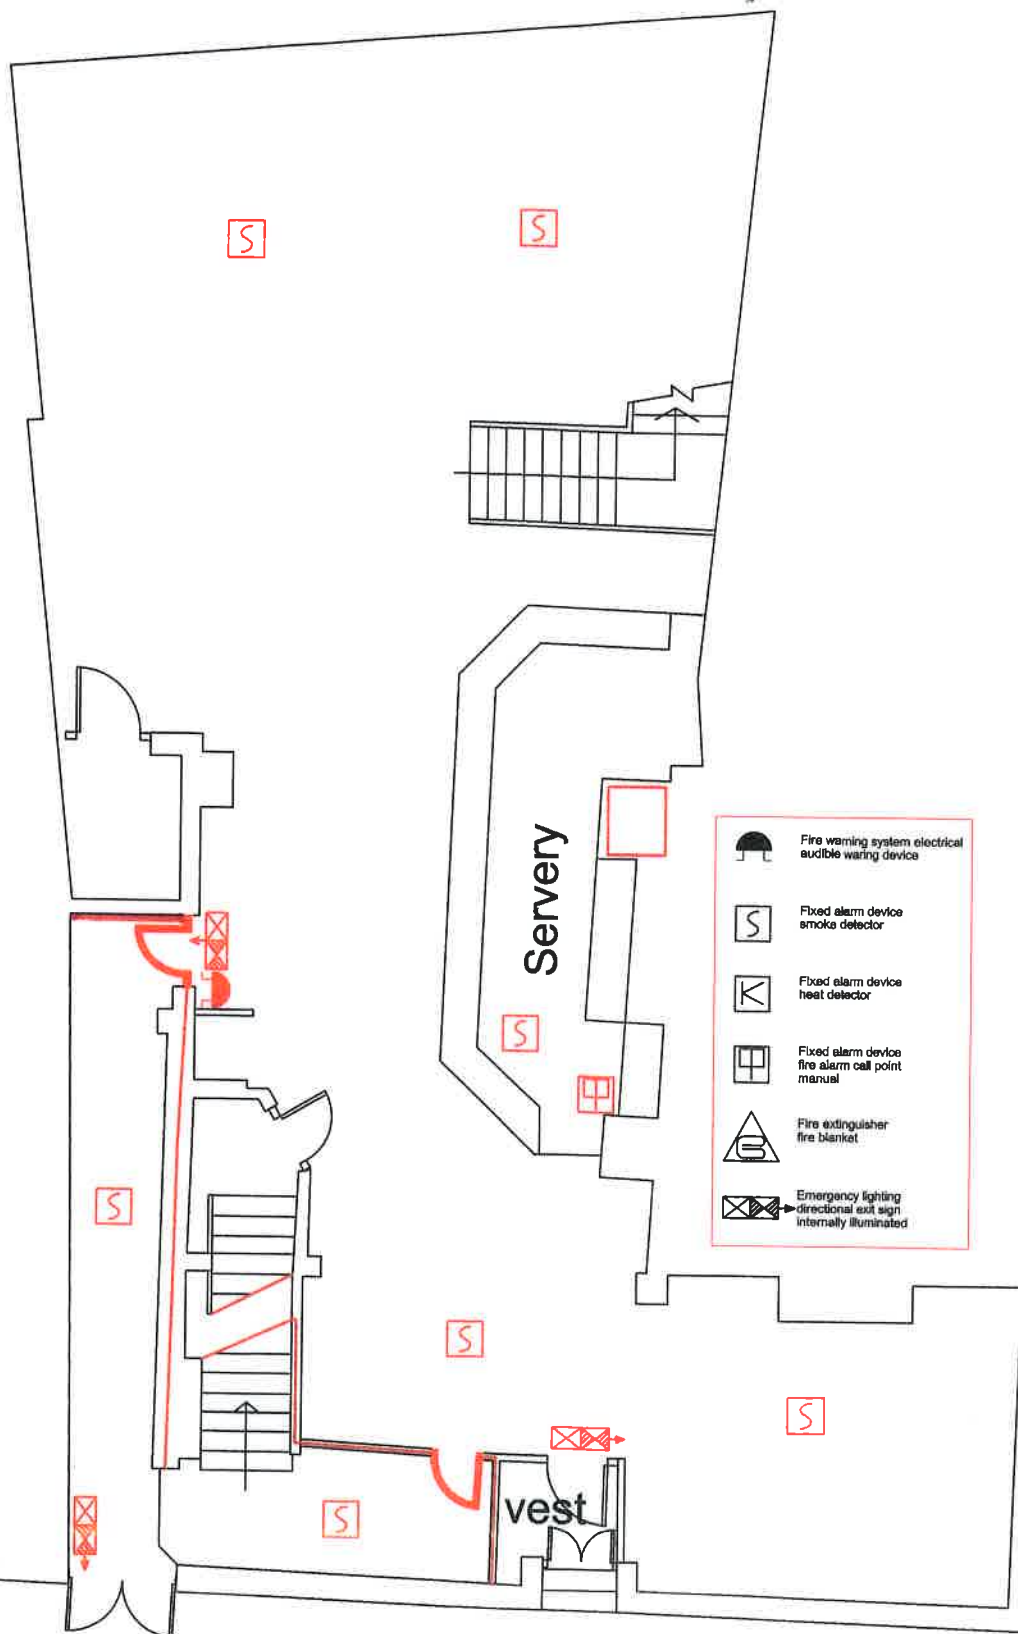 S
S
Servery
Fire warning system electrical
audible waring device
S
Fixed alarm device
smoke detector
Fixed alarm device
heat detector
S
Fixed alarm device
fire alarm call point
manual
Fire extinguisher
fire blanket
S
Emergency lighting
directional exit sign
internally illuminated
S
S
S
vest